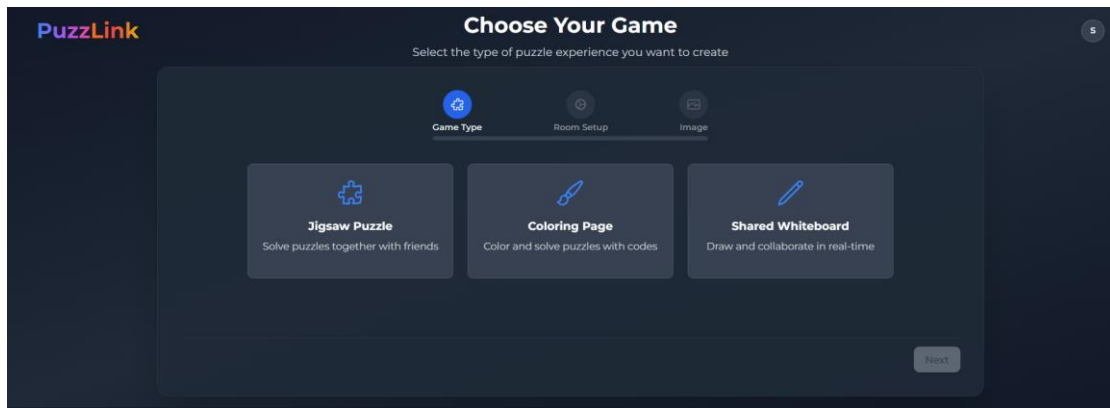 PuzzLink
Choose Your Game
S
Select the type of puzzle experience you want to create
Game Type
Room Setup
Image
Jigsaw Puzzle
Solve puzzles together with friends
Coloring Page
Color and solve puzzles with codes
Shared Whiteboard
Draw and collaborate in real-time
Next